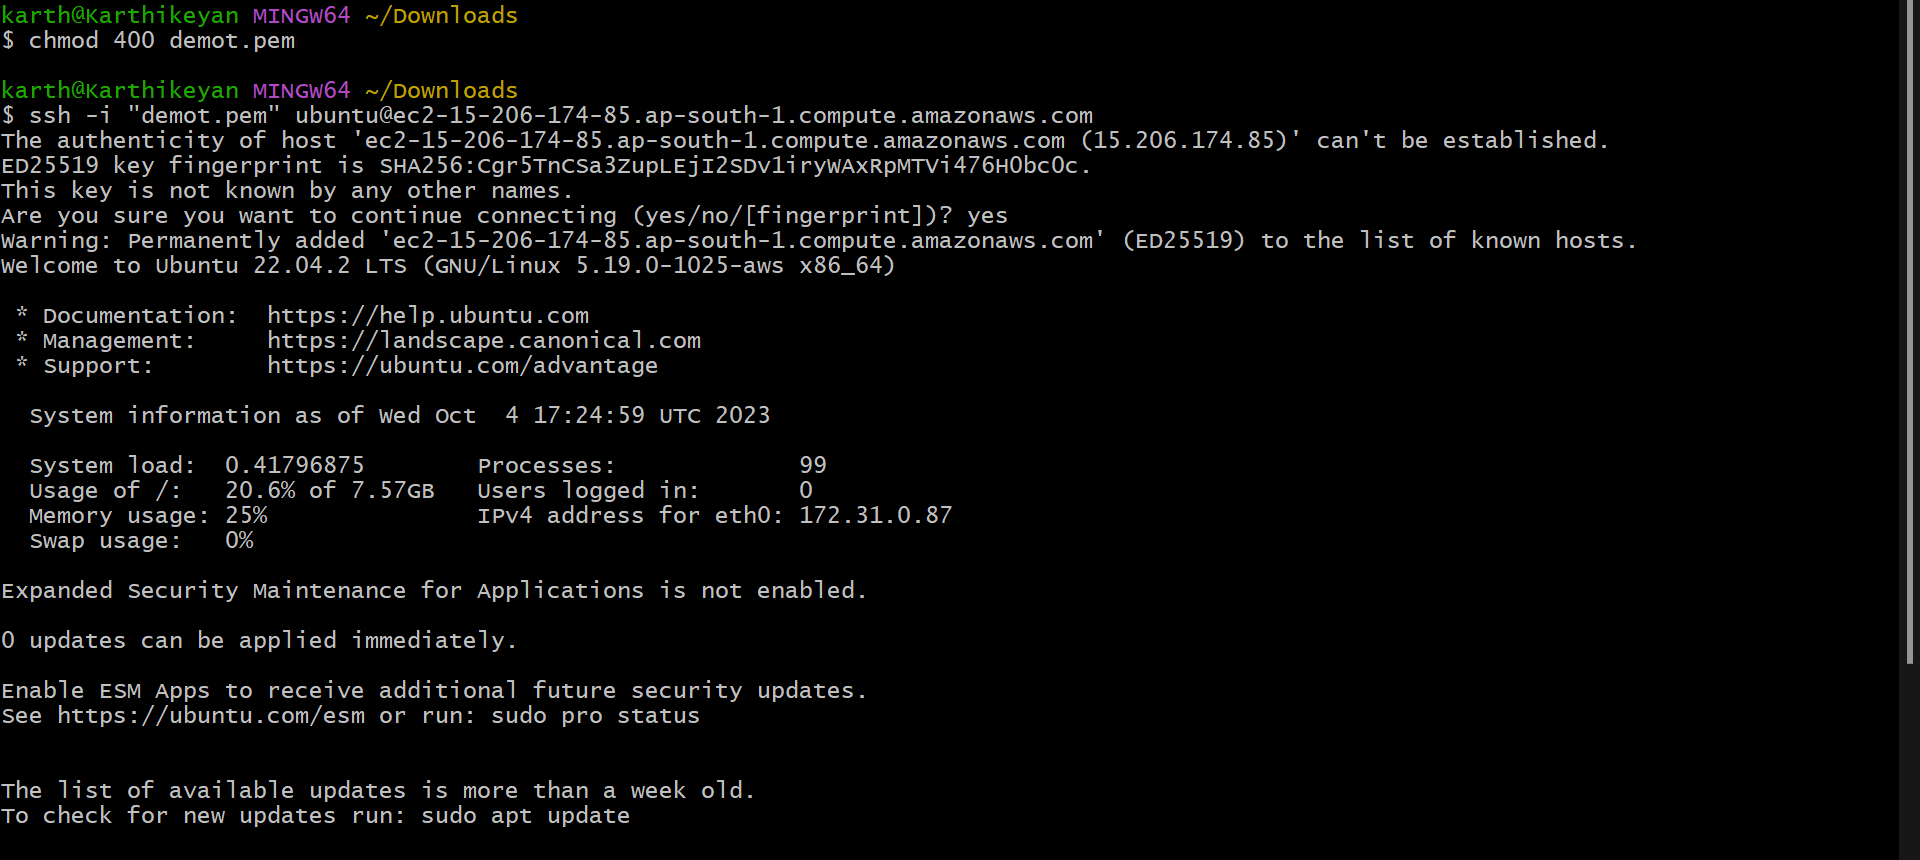 karth@Karthikeyan MINGW64 ~/Downloads
$ chmod 400 demot.pem
karth@Karthikeyan MINGW64 ~/Downloads
$ ssh -i "demot.pem" ubuntu@ec2-15-206-174-85.ap-south-1.compute.amazonaws.com
The authenticity of host 'ec2-15-206-174-85.ap-south-1.compute.amazonaws.com (15.206.174.85)' can't be established.
ED25519 key fingerprint is SHA256:Cgr5TnCSa3ZupLEjI2SDv1iryWAxRpMTVi476H0bc0c.
This key is not known by any other names.
Are you sure you want to continue connecting (yes/no/[fingerprint])? yes
Warning: Permanently added 'ec2-15-206-174-85.ap-south-1.compute.amazonaws.com' (ED25519) to the list of known hosts.
Welcome to Ubuntu 22.04.2 LTS (GNU/Linux 5.19.0-1025-aws x86_64)
 * Documentation:  https://help.ubuntu.com
 * Management:     https://landscape.canonical.com
 * Support:        https://ubuntu.com/advantage
  System information as of Wed Oct  4 17:24:59 UTC 2023
  System load:  0.41796875        Processes:             99
  Usage of /:   20.6% of 7.57GB   Users logged in:       0
  Memory usage: 25%               IPv4 address for eth0: 172.31.0.87
  Swap usage:   0%
Expanded Security Maintenance for Applications is not enabled.
0 updates can be applied immediately.
Enable ESM Apps to receive additional future security updates.
See https://ubuntu.com/esm or run: sudo pro status
The list of available updates is more than a week old.
To check for new updates run: sudo apt update